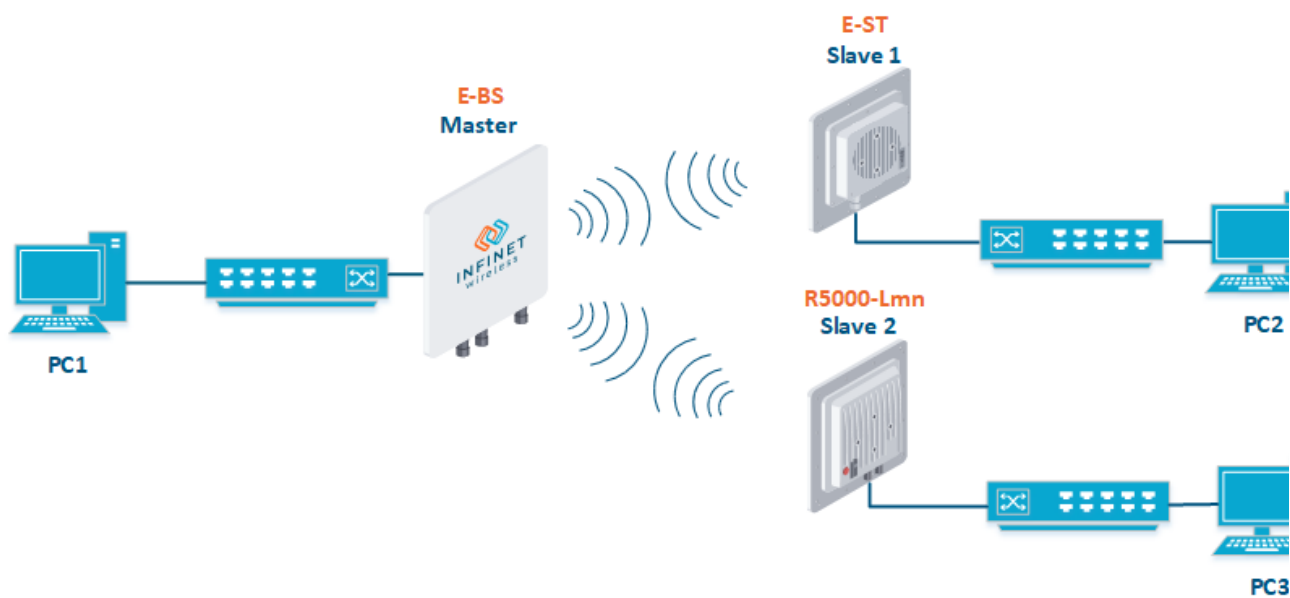 E-ST
Slave 1
E-BS
Master
INFINET
wireless
PC1
PC2
R5000-Lmn
Slave 2
PC3